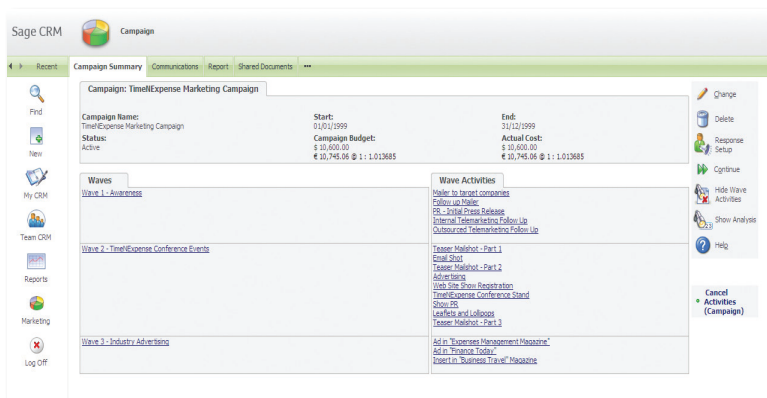 Sage CRM
Campaign
Recent
Campaign Summary
Communications
Report
Shared Documents
•••
Find
New
My CRM
Team CRM
Reports
Marketing
Log Off
Campaign: TimeNExpense Marketing Campaign
Campaign Name:
TimeNExpense Marketing Campaign
Start:
01/01/1999
End:
31/12/1999
Status:
Active
Campaign Budget:
$ 10,600.00
€ 10,745.06 @ 1 : 1.013685
Actual Cost:
$ 10,600.00
€ 10,745.06 @ 1 : 1.013685
Waves
Wave Activities
Wave 1 - Awareness
Mailer to target companies
Follow up Mailer
PR - Initial Press Release
Internal Telemarketing Follow Up
Outsourced Telemarketing Follow Up
Wave 2 - TimeNExpense Conference Events
Teaser Mailshot - Part 1
Email Shot
Teaser Mailshot - Part 2
Advertising
Web Site Show Registration
TimeNExpense Conference Stand
Show PR
Leaflets and Lollipops
Teaser Mailshot - Part 3
Wave 3 - Industry Advertising
Ad in "Expenses Management Magazine"
Ad in "Finance Today"
Insert in "Business Travel" Magazine
Change
Delete
Response
Setup
Continue
Hide Wave
Activities
Show Analysis
Help
Cancel
Activities
(Campaign)